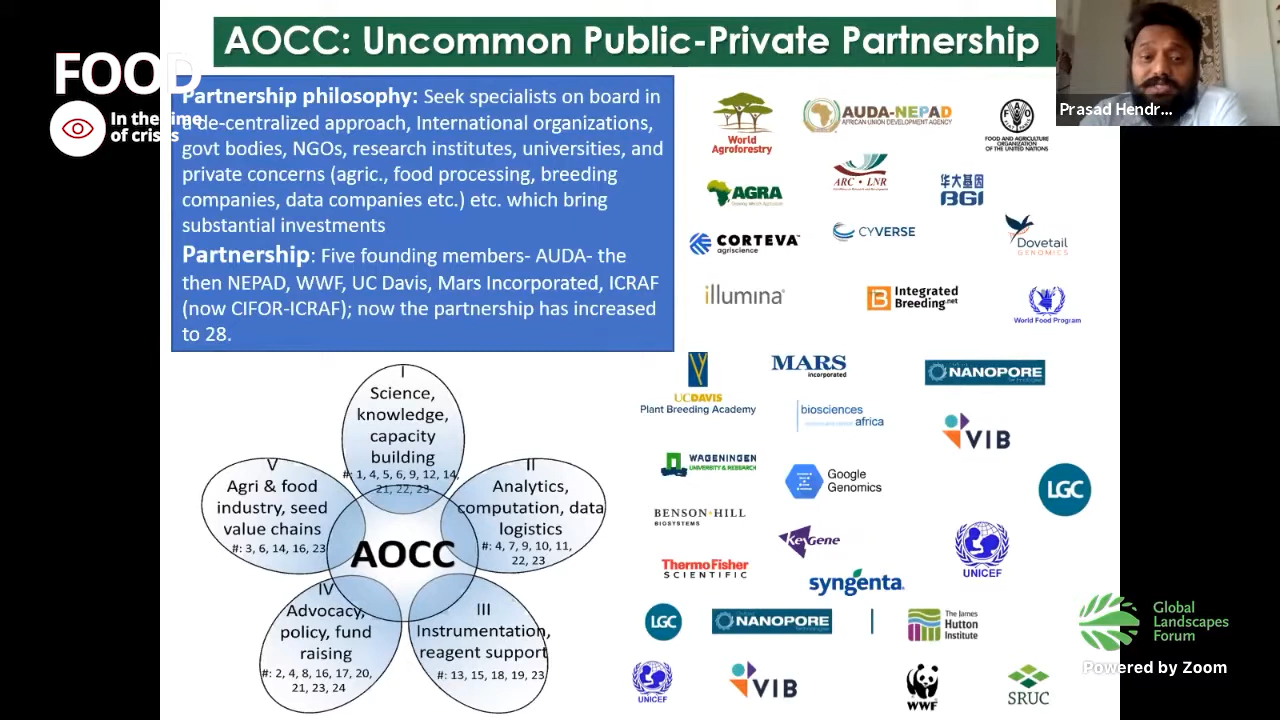 AOCC: Uncommon Public-Private Partnership
FOOD
In the time
of crisis
Prasad Hendr...
Partnership philosophy: Seek specialists on board in
a de-centralized approach, International organizations,
govt bodies, NGOs, research institutes, universities, and
private concerns (agric., food processing, breeding
companies, data companies etc.) etc. which bring
substantial investments
Partnership: Five founding members- AUDA- the
then NEPAD, WWF, UC Davis, Mars Incorporated, ICRAF
(now CIFOR-ICRAF); now the partnership has increased
to 28.
I
Science,
knowledge,
capacity
building
#: 1, 4, 5, 6, 9, 12, 14,
21, 22, 23
II
Analytics,
computation, data
logistics
#: 4, 7, 9, 10, 11,
22, 23
III
Instrumentation,
reagent support
#: 13, 15, 18, 19, 23
IV
Advocacy,
policy, fund
raising
#: 2, 4, 8, 16, 17, 20,
21, 23, 24
V
Agri & food
industry, seed
value chains
#: 3, 6, 14, 16, 23
AOCC
World
Agroforestry
AUDA-NEPAD
AFRICAN UNION DEVELOPMENT AGENCY
FAO
FOOD AND AGRICULTURE
ORGANIZATION
OF THE UNITED NATIONS
AGRA
ARC • LNR
华大基因
BGI
CORTEVA
agriscience
CYVERSE
Dovetail
GENOMICS
illumina
Integrated
Breeding.net
World Food Program
UCDAVIS
Plant Breeding Academy
MARS
incorporated
NANOPORE
biosciences
africa
VIB
WAGENINGEN
UNIVERSITY & RESEARCH
Google
Genomics
LGC
BENSON•HILL
BIOSYSTEMS
KeyGene
UNICEF
ThermoFisher
SCIENTIFIC
syngenta
LGC
NANOPORE
The James
Hutton
Institute
UNICEF
VIB
WWF
SRUC
Global
Landscapes
Forum
Powered by Zoom